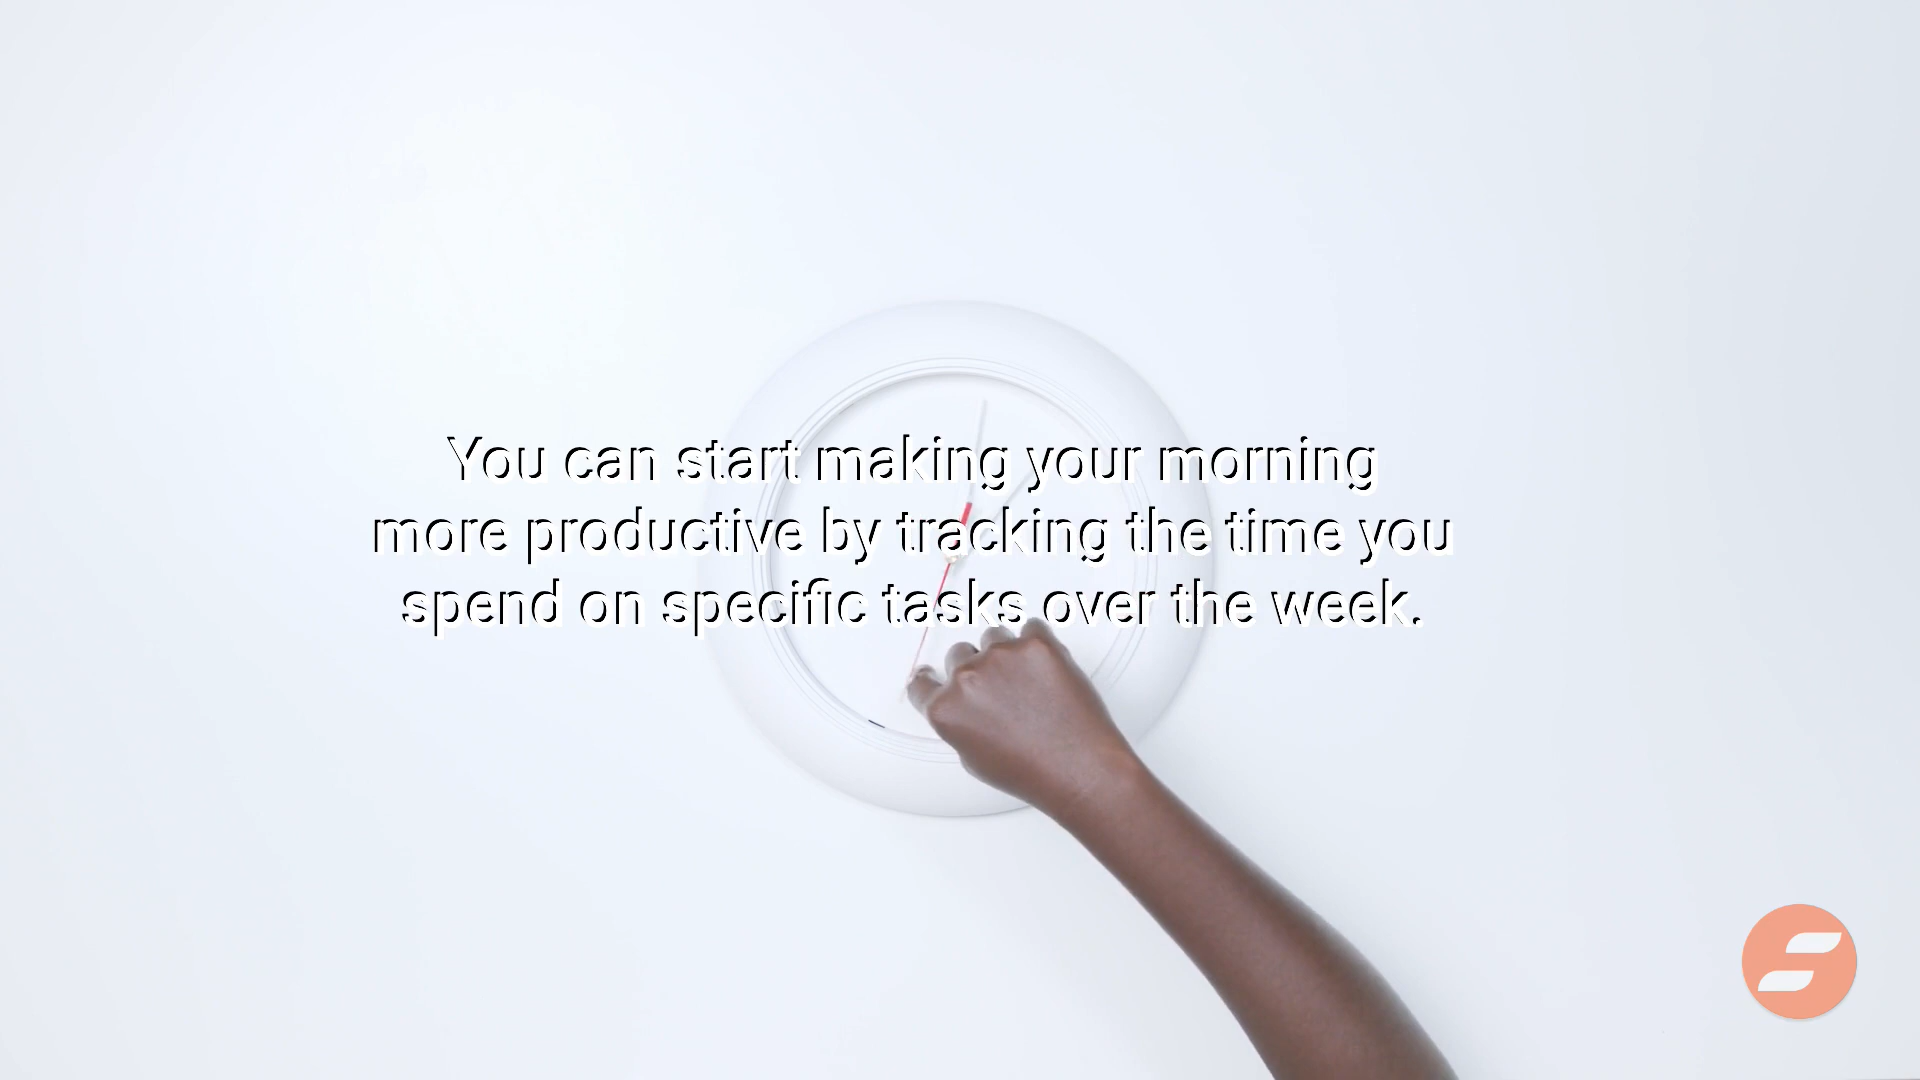 You can start making your morning
more productive by tracking the time you
spend on specific tasks over the week.